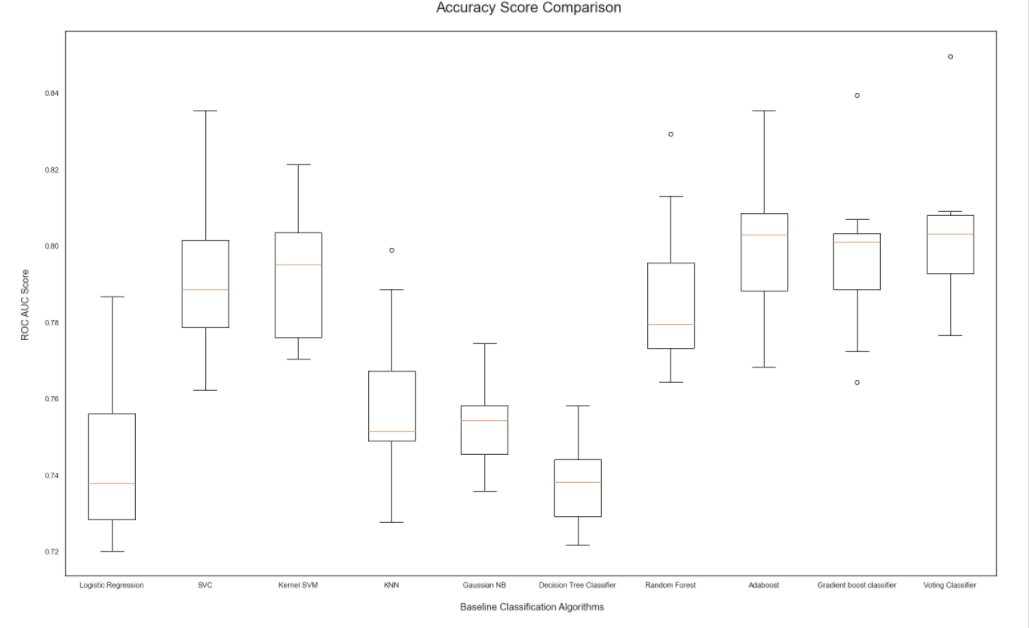 Accuracy Score Comparison
0.84
0.82
0.80
0.78
0.76
0.74
0.72
ROC AUC Score
Logistic Regression SVC Kernel SVM KNN Gaussian NB Decision Tree Classifier Random Forest Adaboost Gradient boost classifier Voting Classifier
Baseline Classification Algorithms